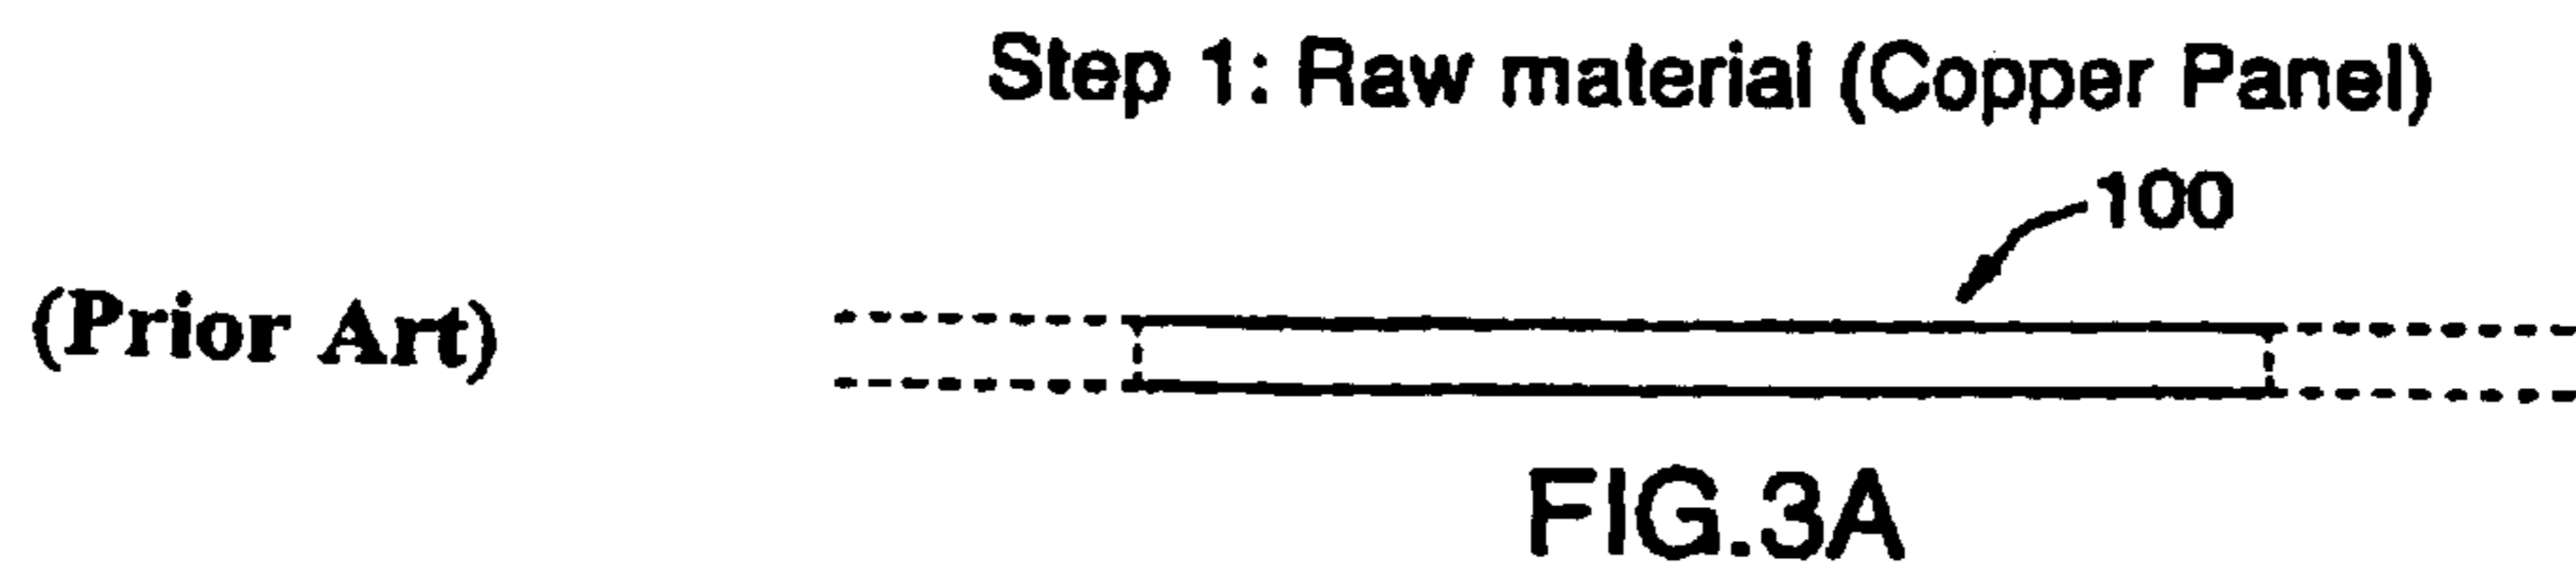 Step 1: Raw material (Copper Panel)
100
(Prior Art)
FIG.3A